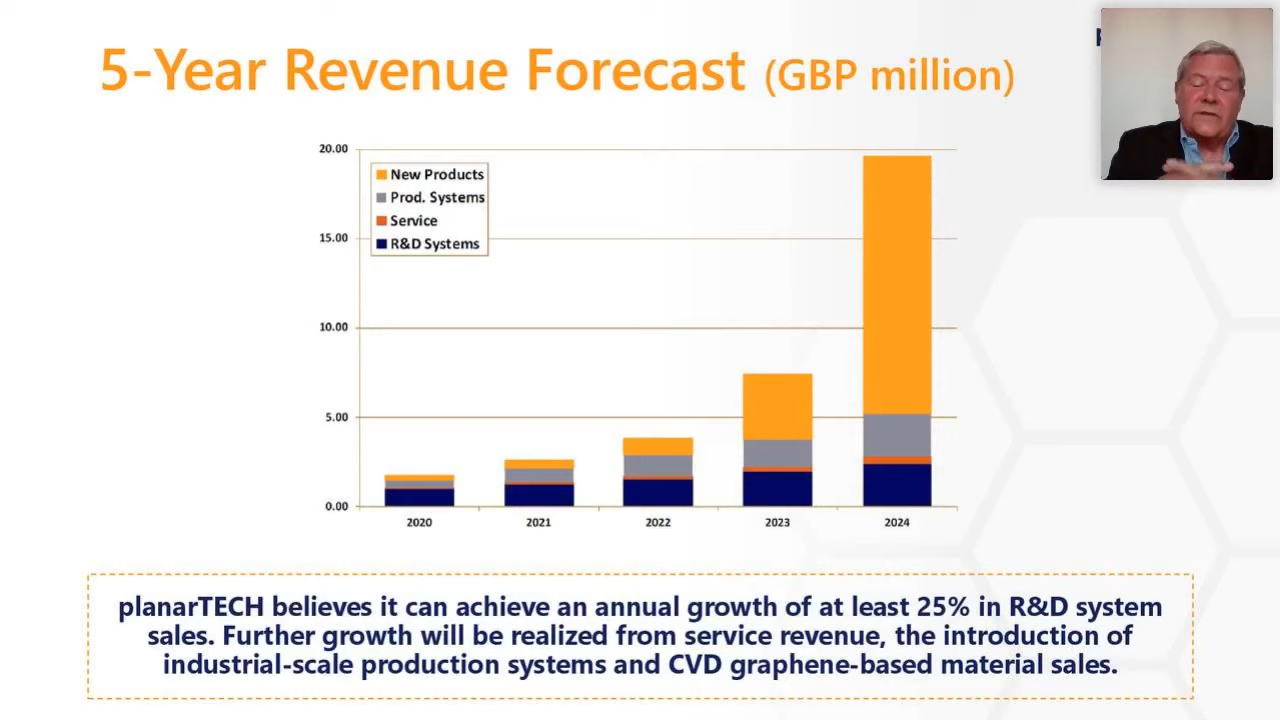 5-Year Revenue Forecast (GBP million)
20.00
15.00
10.00
5.00
0.00
New Products
Prod. Systems
Service
R&D Systems
2020
2021
2022
2023
2024
planarTECH believes it can achieve an annual growth of at least 25% in R&D system
sales. Further growth will be realized from service revenue, the introduction of
industrial-scale production systems and CVD graphene-based material sales.